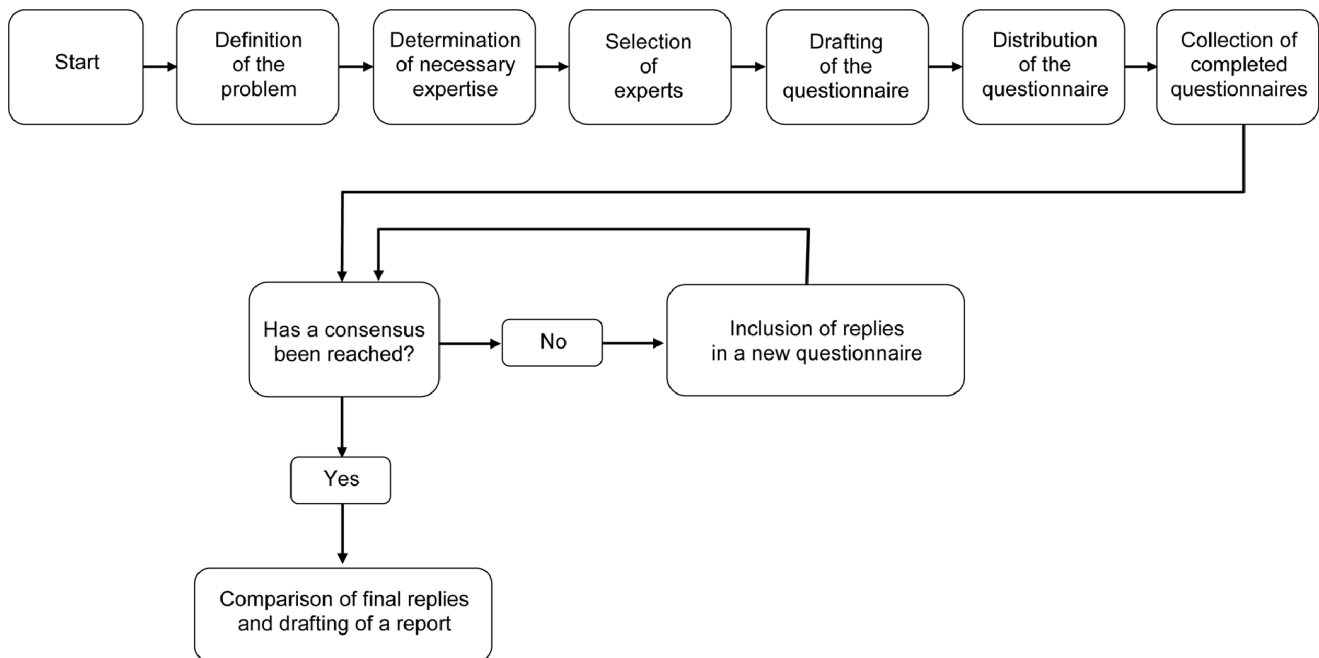 Start
Definition
of the
problem
Determination
of necessary
expertise
Selection
of
experts
Drafting
of the
questionnaire
Distribution
of the
questionnaire
Collection of
completed
questionnaires
Has a consensus
been reached?
No
Inclusion of replies
in a new questionnaire
Yes
Comparison of final replies
and drafting of a report